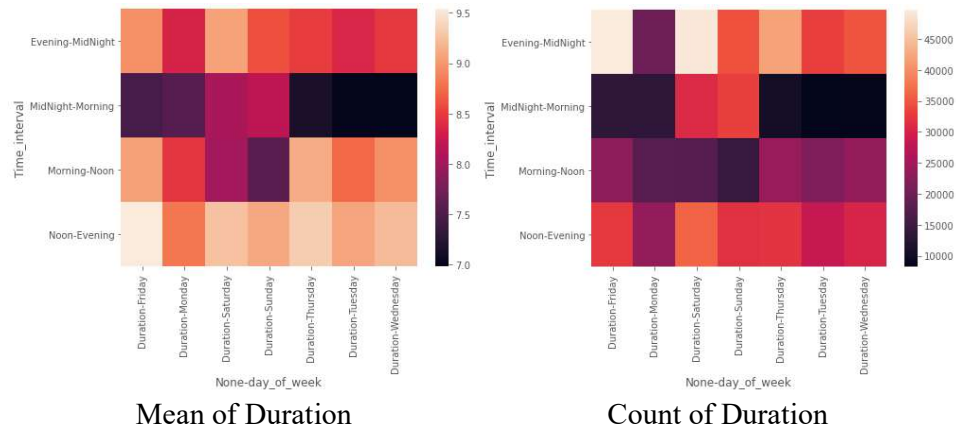 Time_interval
Evening-MidNight
MidNight-Morning
Morning-Noon
Noon-Evening
Duration-Friday
Duration-Monday
Duration-Saturday
Duration-Sunday
Duration-Thursday
Duration-Tuesday
Duration-Wednesday
None-day_of_week
9.5
9.0
8.5
8.0
7.5
7.0
Mean of Duration
Time_interval
Evening-MidNight
MidNight-Morning
Morning-Noon
Noon-Evening
Duration-Friday
Duration-Monday
Duration-Saturday
Duration-Sunday
Duration-Thursday
Duration-Tuesday
Duration-Wednesday
None-day_of_week
45000
40000
35000
30000
25000
20000
15000
10000
Count of Duration